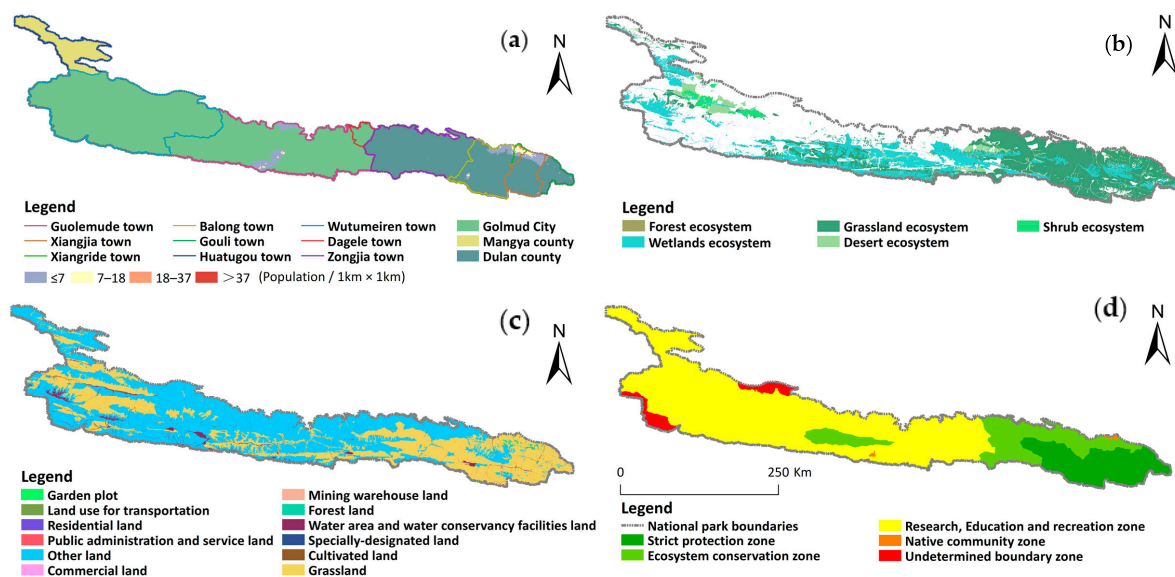 (a)
N
Legend
Guolemude town Balong town Wutumeiren town Golmud City
Xiangjia town Gouli town Dagele town Mangya county
Xiangride town Huatugou town Zongjia town Dulan county
≤7 7–18 18–37 >37 (Population / 1km × 1km)
(b)
N
Legend
Forest ecosystem Grassland ecosystem Shrub ecosystem
Wetlands ecosystem Desert ecosystem
(c)
N
Legend
Garden plot Mining warehouse land
Land use for transportation Forest land
Residential land Water area and water conservancy facilities land
Public administration and service land Specially-designated land
Other land Cultivated land
Commercial land Grassland
(d)
N
0 250 Km
Legend
National park boundaries Research, Education and recreation zone
Strict protection zone Native community zone
Ecosystem conservation zone Undetermined boundary zone